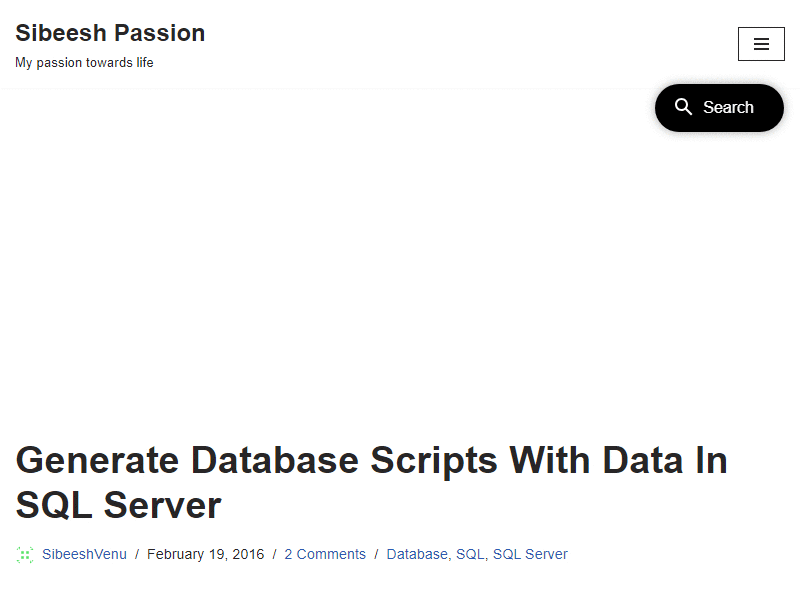 Sibeesh Passion
My passion towards life
Search
Generate Database Scripts With Data In
SQL Server
SibeeshVenu / February 19, 2016 / 2 Comments / Database, SQL, SQL Server